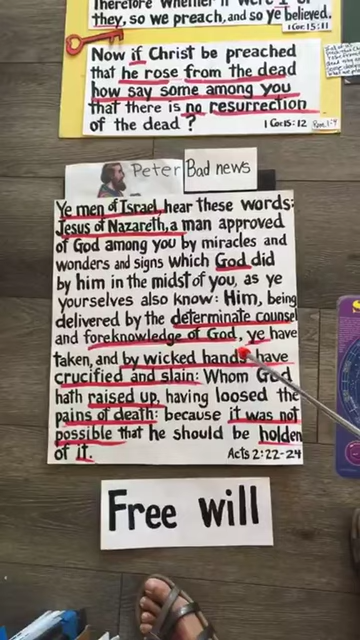 Therefore whether it were I or
they, so we preach, and so ye believed.
1 Cor. 15:11
Now if Christ be preached
that he rose from the dead
how say some among you
that there is no resurrection
of the dead? 1 Cor 15:12
Peter Bad news
Ye men of Israel, hear these words:
Jesus of Nazareth, a man approved
of God among you by miracles and
wonders and signs which God did
by him in the midst of you, as ye
yourselves also know: Him, being
delivered by the determinate counsel
and foreknowledge of God, ye have
taken, and by wicked hands have
crucified and slain: Whom God
hath raised up, having loosed the
pains of death: because it was not
possible that he should be holden
of it. Acts 2:22-24
Free will